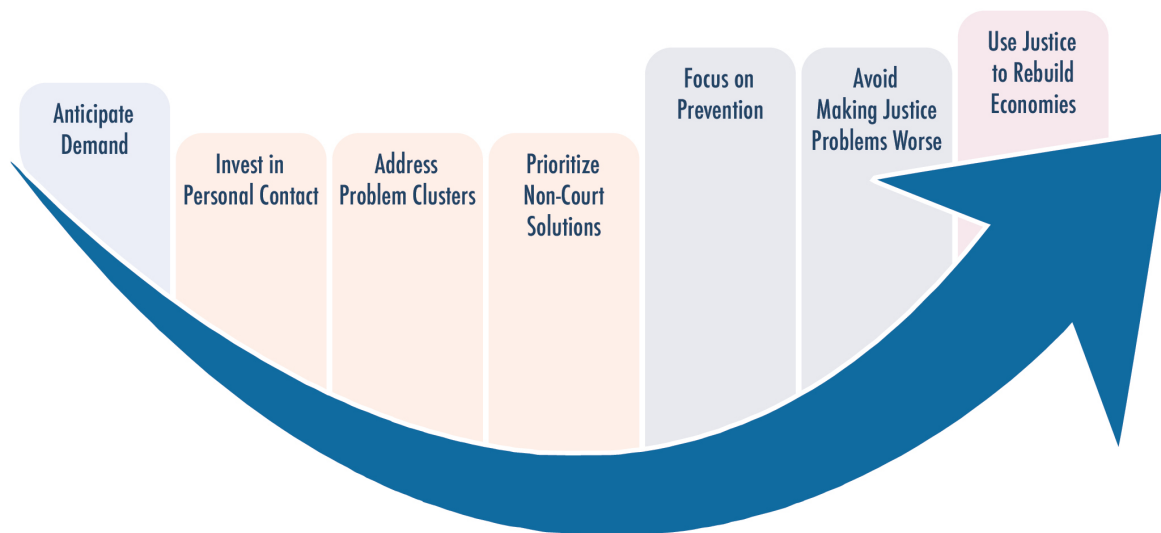 Anticipate
Demand
Invest in
Personal Contact
Address
Problem Clusters
Prioritize
Non-Court
Solutions
Focus on
Prevention
Avoid
Making Justice
Problems Worse
Use Justice
to Rebuild
Economies